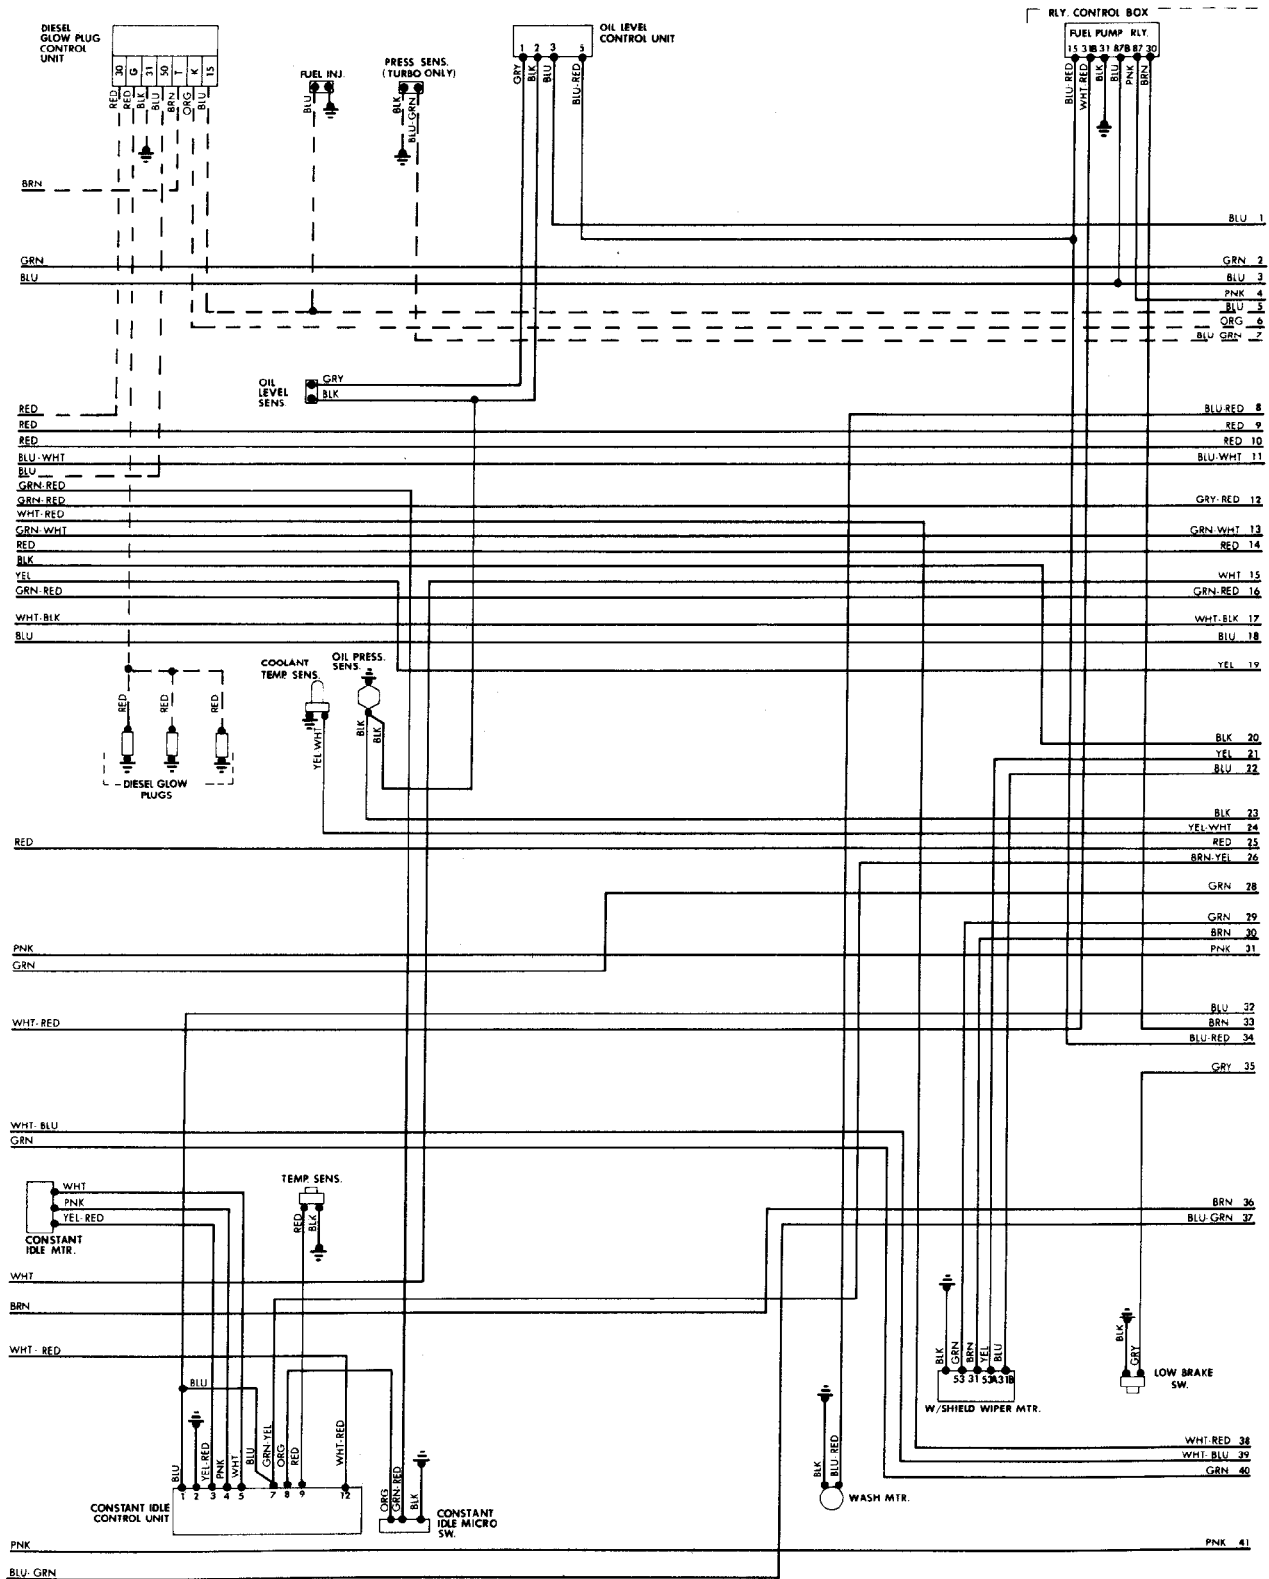 DIESEL
GLOW PLUG
CONTROL
UNIT
30 G 31 50 T K 15
RED RED BLK BLU BRN ORG BLU
FUEL INJ.
BLU
PRESS SENS.
(TURBO ONLY)
BLK BLU-GRN
OIL LEVEL
CONTROL UNIT
1 2 3 5
GRY BLK BLU BLU-RED
RLY. CONTROL BOX
FUEL PUMP RLY.
15 31B 31 87B 87 30
BLU-RED WHT-RED BLK BLU PNK BRN
BRN
BLU 1
GRN GRN 2
BLU BLU 3
PNK 4
BLU 5
ORG 6
BLU GRN 7
OIL
LEVEL
SENS.
GRY
BLK
RED BLU-RED 8
RED RED 9
RED RED 10
BLU-WHT BLU-WHT 11
BLU
GRN-RED
GRN-RED GRY-RED 12
WHT-RED
GRN-WHT GRN-WHT 13
RED RED 14
BLK
YEL WHT 15
GRN-RED GRN-RED 16
WHT-BLK WHT-BLK 17
BLU BLU 18
COOLANT
TEMP. SENS.
OIL PRESS.
SENS.
YEL 19
RED RED RED
YEL-WHT BLK BLK
DIESEL GLOW
PLUGS
BLK 20
YEL 21
BLU 22
BLK 23
YEL-WHT 24
RED RED 25
BRN-YEL 26
GRN 28
GRN 29
BRN 30
PNK PNK 31
GRN
BLU 32
WHT-RED BRN 33
BLU-RED 34
GRY 35
WHT-BLU
GRN
WHT
PNK
YEL-RED
CONSTANT
IDLE MTR.
TEMP. SENS.
RED BLK
BRN 36
BLU-GRN 37
WHT
BRN
WHT-RED
BLU
BLU YEL-RED PNK WHT BLU GRN-YEL ORG RED WHT-RED
1 2 3 4 5 7 8 9 12
CONSTANT IDLE
CONTROL UNIT
ORG GRN-RED BLK
CONSTANT
IDLE MICRO
SW.
BLK BLU-RED
WASH MTR.
BLK GRN BRN YEL BLU
53 31 53A 31B
W/SHIELD WIPER MTR.
BLK GRY
LOW BRAKE
SW.
WHT-RED 38
WHT-BLU 39
GRN 40
PNK PNK 41
BLU-GRN